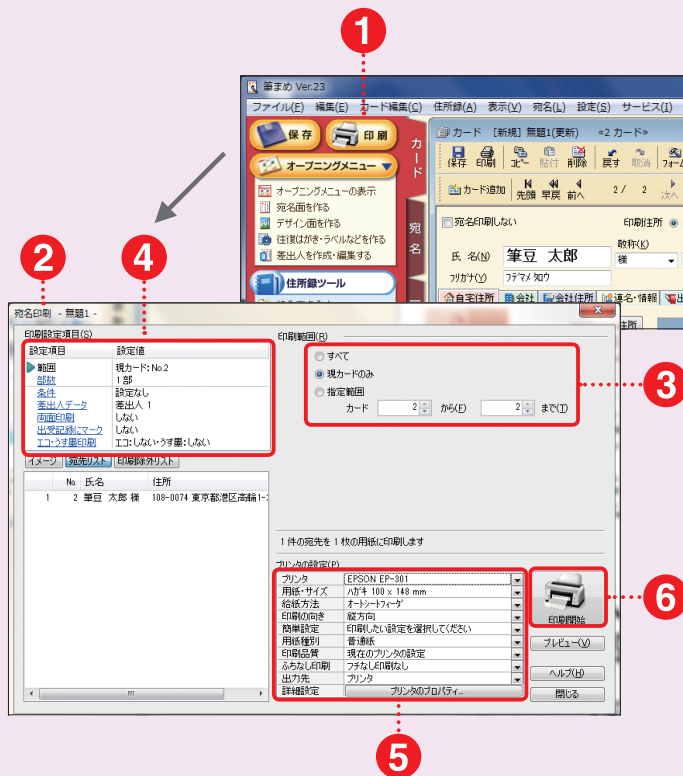 1
筆まめ Ver.23
ファイル(F) 編集(E) カード編集(C) 住所録(A) 表示(V) 宛名(L) 設定(S) サービス(I)
保存 印刷
オープニングメニュー
オープニングメニューの表示
宛名面を作る
デザイン面を作る
往復はがき・ラベルなどを作る
差出人を作成・編集する
住所録ツール
カード
宛名
カード [新規] 無題1(更新) «2 カード»
保存 印刷 コピー 貼付 削除 戻す 取消
カード追加 先頭 早戻 前へ 2 / 2 次へ
宛名印刷しない 印刷住所
敬称(K)
氏 名(N) 筆豆 太郎 様
フリガナ(Y) フデマメ タロウ
自宅住所 会社 会社住所 連名・情報
2
4
宛名印刷 - 無題1 -
印刷設定項目(S)
設定項目 設定値
範囲 現カード:No.2
部数 1 部
条件 設定なし
差出人データ 差出人 1
両面印刷 しない
出受記録にマーク しない
エコ・うす墨印刷 エコ:しない・うす墨:しない
イメージ 宛先リスト 印刷除外リスト
No. 氏名 住所
1 2 筆豆 太郎 様 108-0074 東京都港区高輪1-
印刷範囲(R)
すべて
現カードのみ
指定範囲
カード 2 から(F) 2 まで(T)
3
1 件の宛先を 1 枚の用紙に印刷します
プリンタの設定(P)
プリンタ EPSON EP-301
用紙・サイズ ハガキ 100 x 148 mm
給紙方法 オートシートフィーダ
印刷の向き 縦方向
簡単設定 印刷したい設定を選択してください
用紙種別 普通紙
印刷品質 現在のプリンタの設定
ふちなし印刷 フチなし印刷なし
出力先 プリンタ
詳細設定 プリンタのプロパティ...
印刷開始
6
プレビュー(V)
ヘルプ(H)
閉じる
5